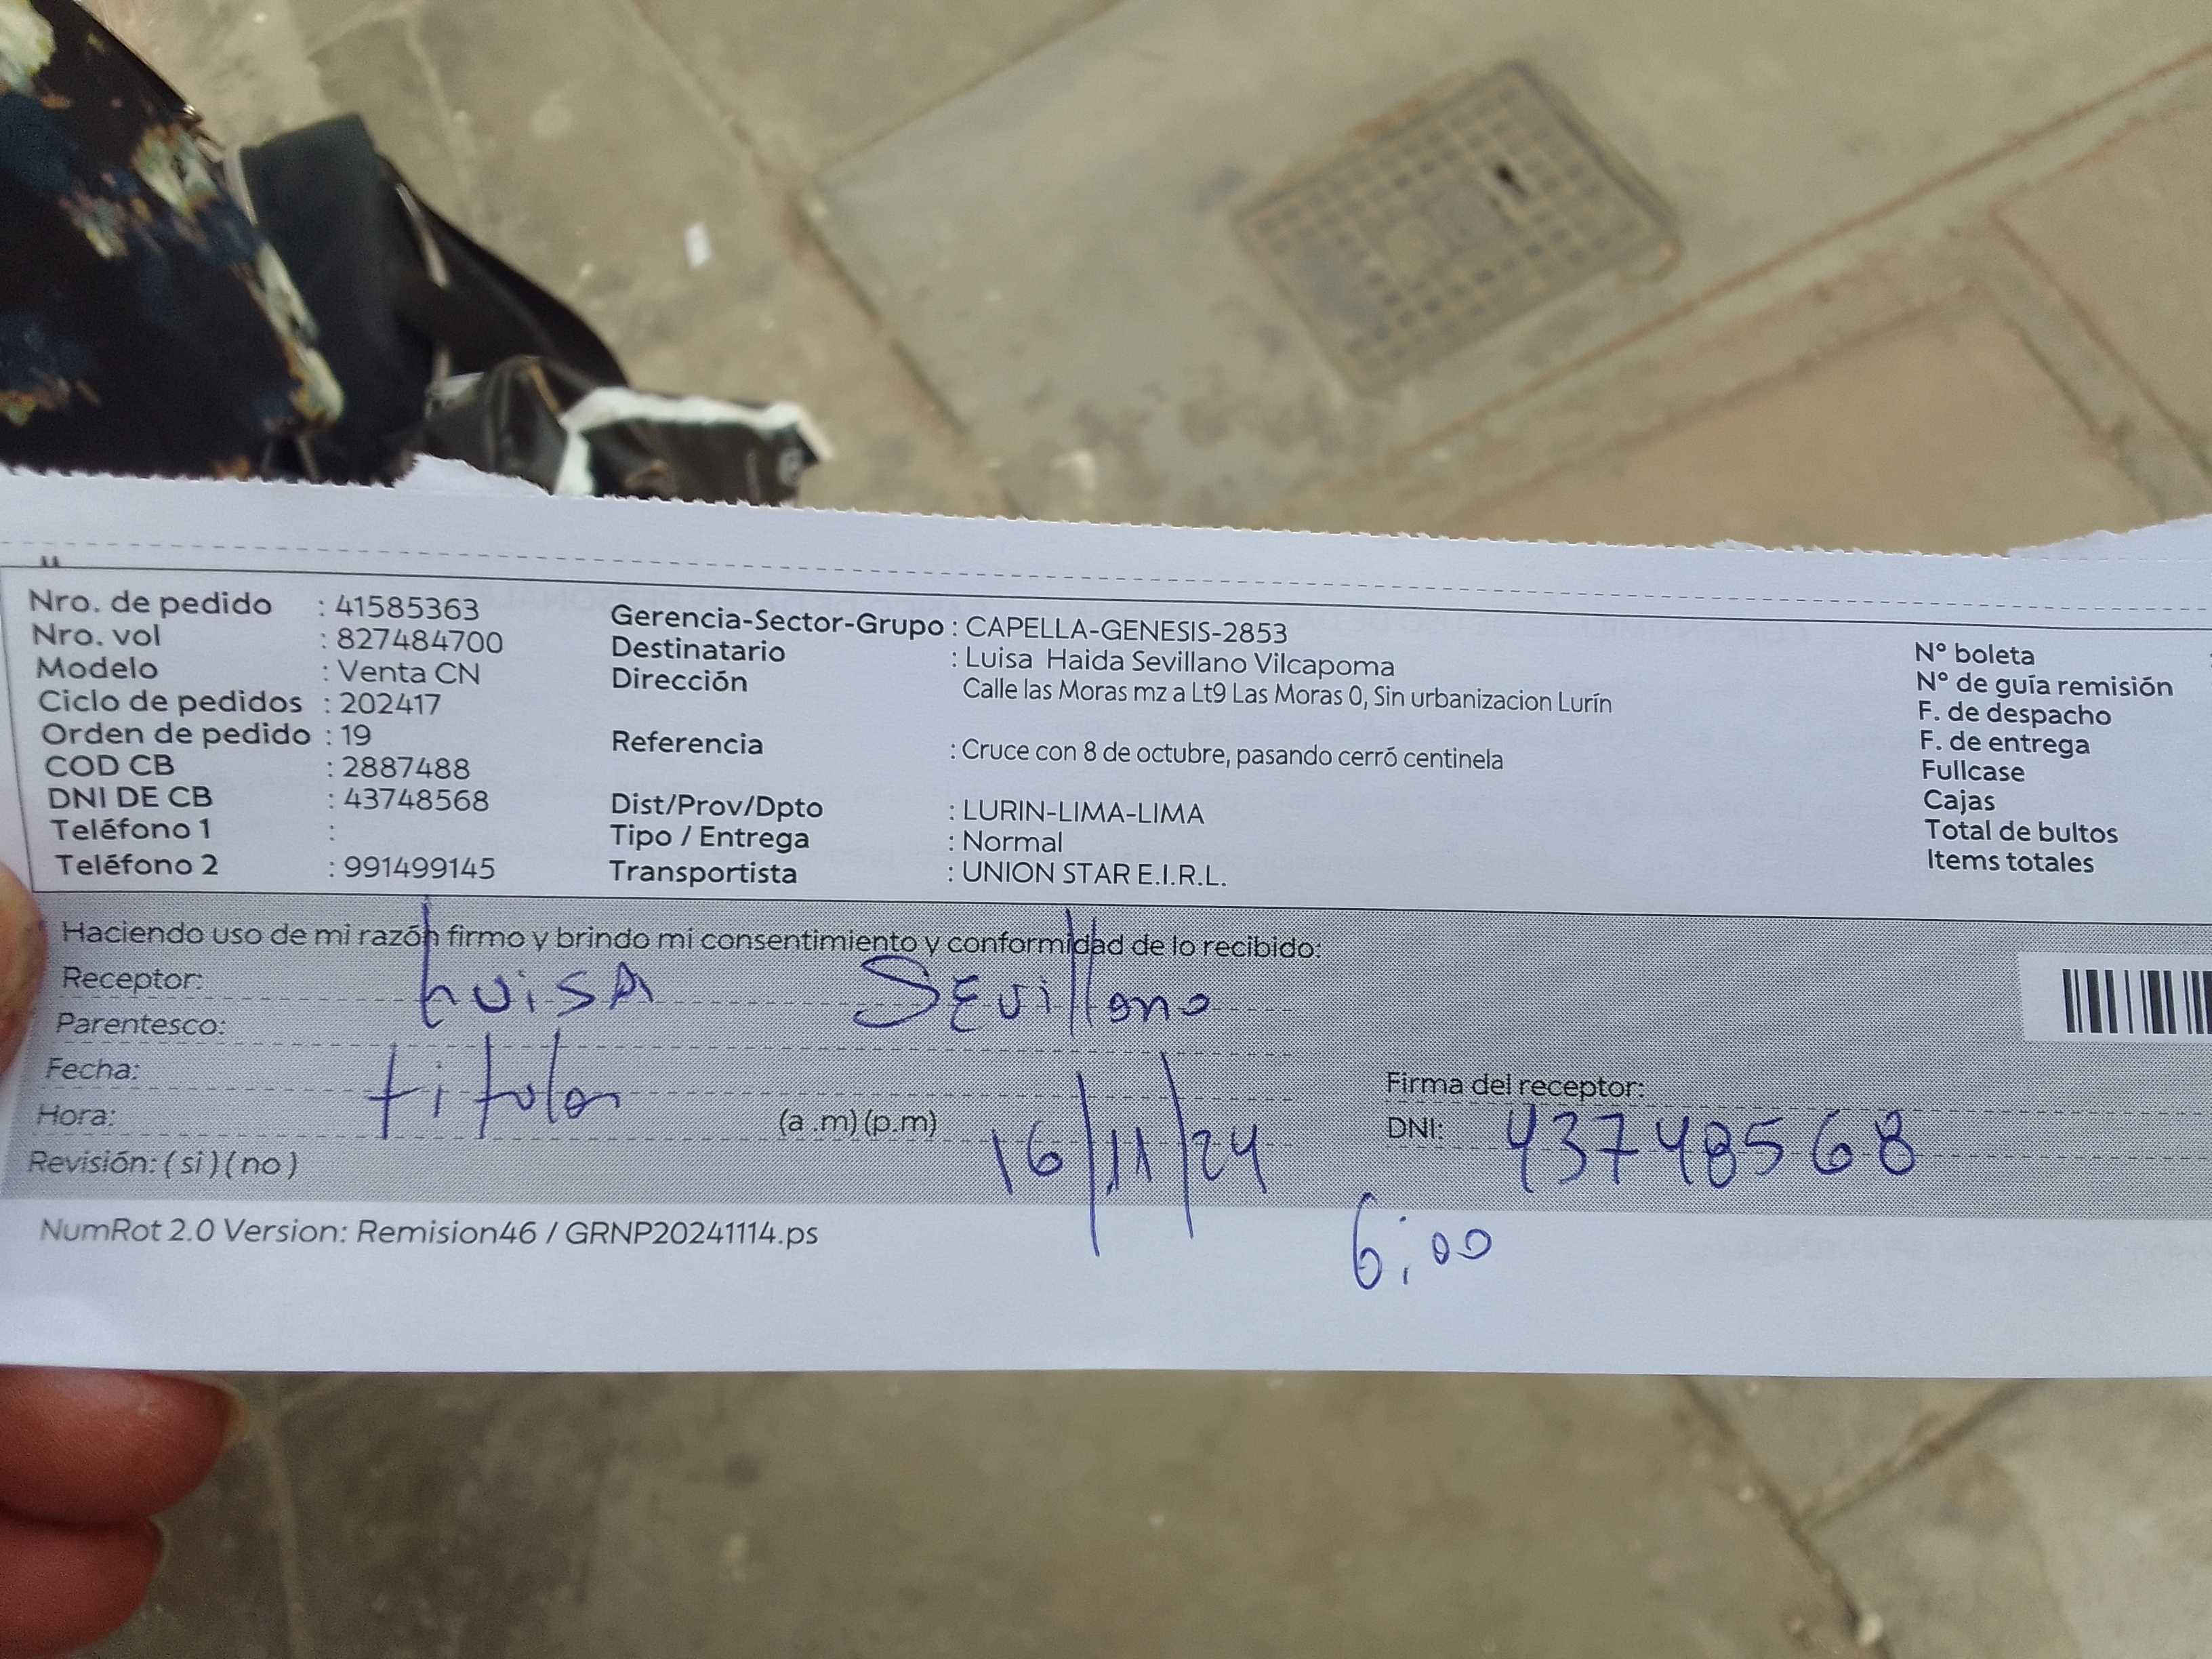 Nro. de pedido : 41585363
Nro. vol : 827484700
Modelo : Venta CN
Ciclo de pedidos : 202417
Orden de pedido : 19
COD CB : 2887488
DNI DE CB : 43748568
Teléfono 1 :
Teléfono 2 : 991499145
Gerencia-Sector-Grupo : CAPELLA-GENESIS-2853
Destinatario : Luisa Haida Sevillano Vilcapoma
Dirección Calle las Moras mz a Lt9 Las Moras 0, Sin urbanizacion Lurín
Referencia : Cruce con 8 de octubre, pasando cerró centinela
Dist/Prov/Dpto : LURIN-LIMA-LIMA
Tipo / Entrega : Normal
Transportista : UNION STAR E.I.R.L.
N° boleta
N° de guía remisión
F. de despacho
F. de entrega
Fullcase
Cajas
Total de bultos
Items totales
Haciendo uso de mi razón firmo y brindo mi consentimiento y conformidad de lo recibido:
Receptor: Luisa Sevillano
Parentesco: titular
Fecha: 16/11/24
Hora: (a .m) (p.m)
Revisión: ( si ) ( no )
Firma del receptor:
DNI: 43748568
6:00
NumRot 2.0 Version: Remision46 / GRNP20241114.ps